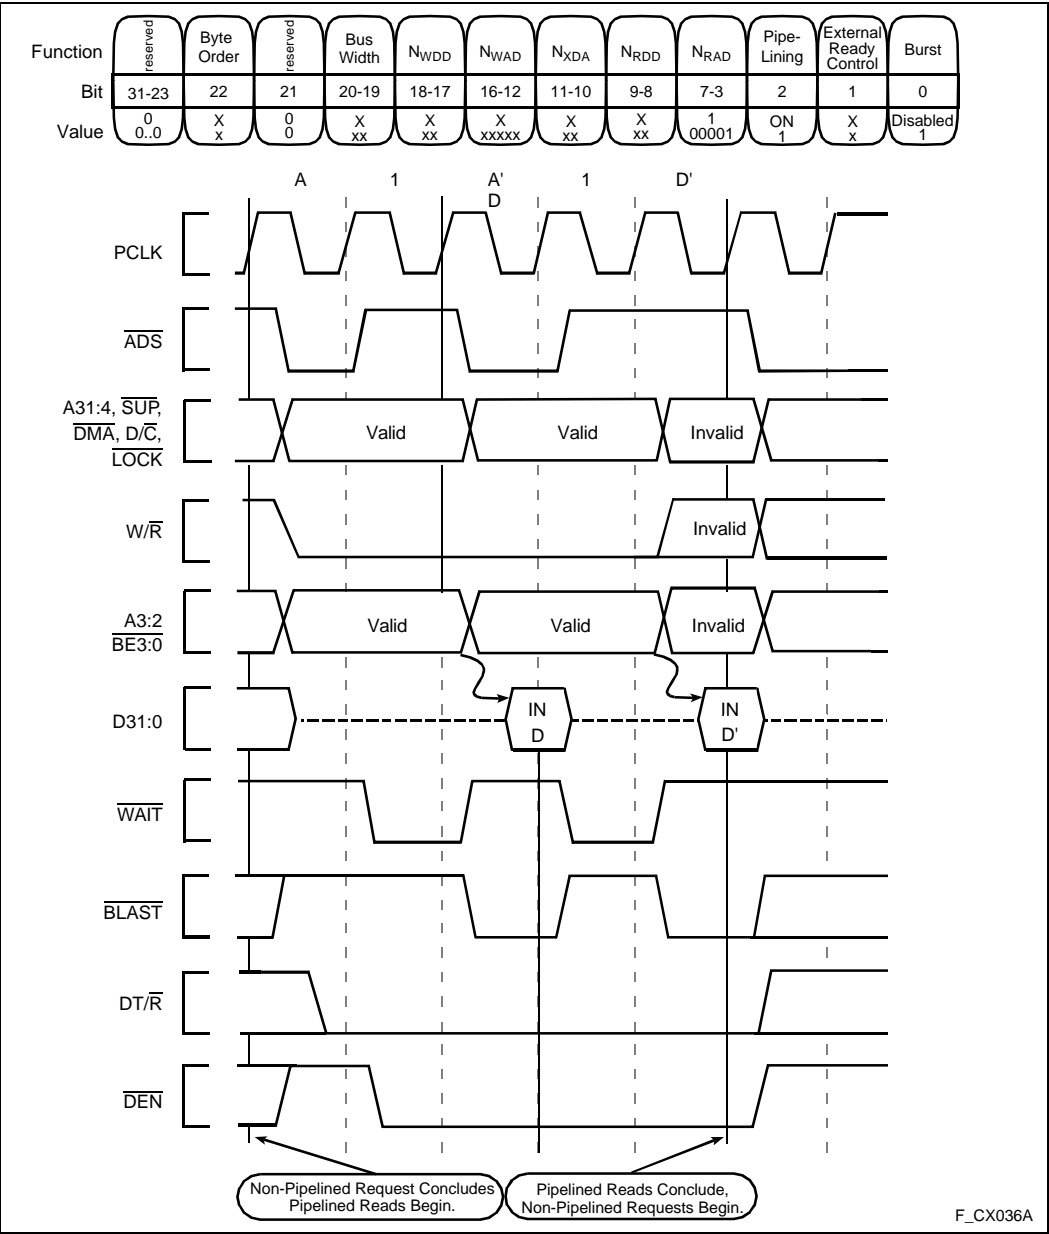 Function reserved Byte Order reserved Bus Width NWDD NWAD NXDA NRDD NRAD Pipe-Lining External Ready Control Burst
Bit 31-23 22 21 20-19 18-17 16-12 11-10 9-8 7-3 2 1 0
Value 0 X 0 X X X X X 1 ON X Disabled
0..0 x 0 xx xx xxxxx xx xx 00001 1 x 1
A 1 A' 1 D'
D
PCLK
ADS
A31:4, SUP,
DMA, D/C,
LOCK
Valid Valid Invalid
W/R
Invalid
A3:2
BE3:0
Valid Valid Invalid
D31:0
IN IN
D D'
WAIT
BLAST
DT/R
DEN
Non-Pipelined Request Concludes
Pipelined Reads Begin.
Pipelined Reads Conclude,
Non-Pipelined Requests Begin.
F_CX036A